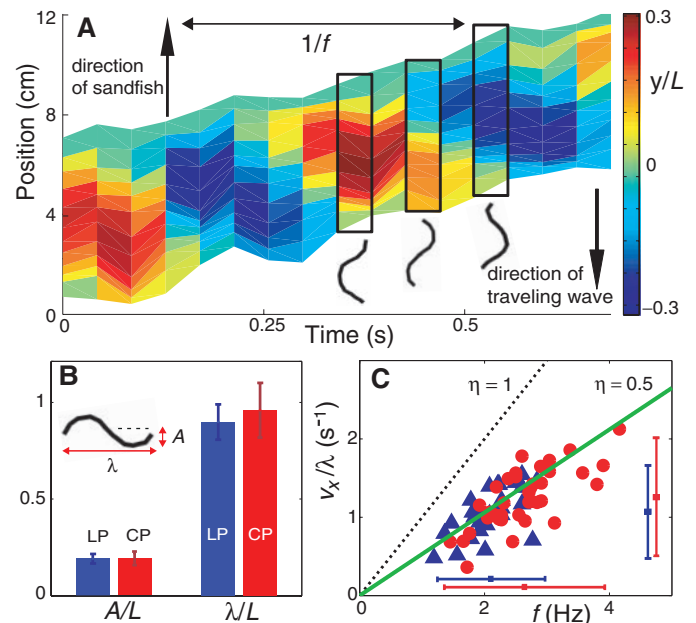 A
12
8
4
0
Position (cm)
direction
of sandfish
1/f
0
0.25
0.5
Time (s)
direction of
traveling wave
0.3
y/L
0
−0.3
B
1
0.5
0
A
λ
LP
CP
LP
CP
A/L
λ/L
C
η = 1
η = 0.5
vx/λ (s−1)
2
1
0
0
2
4
f (Hz)